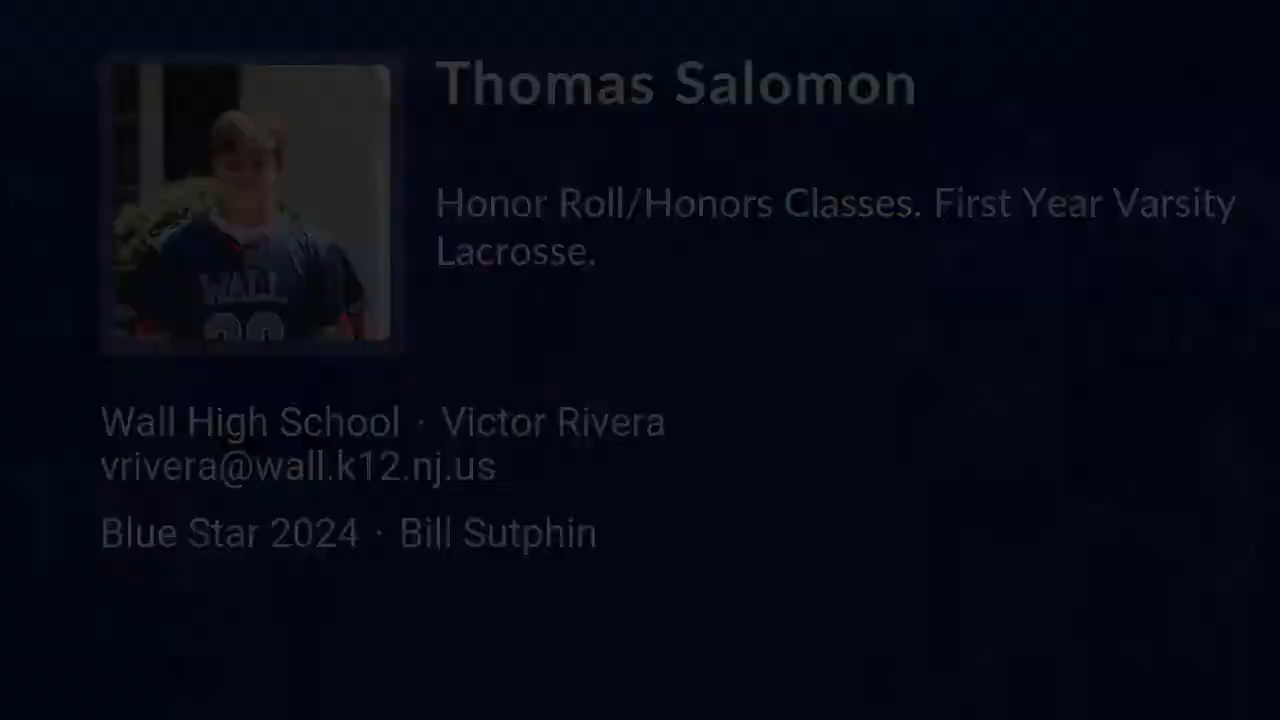 Thomas Salomon
Honor Roll/Honors Classes. First Year Varsity
Lacrosse.
WALL
Wall High School · Victor Rivera
vrivera@wall.k12.nj.us
Blue Star 2024 · Bill Sutphin